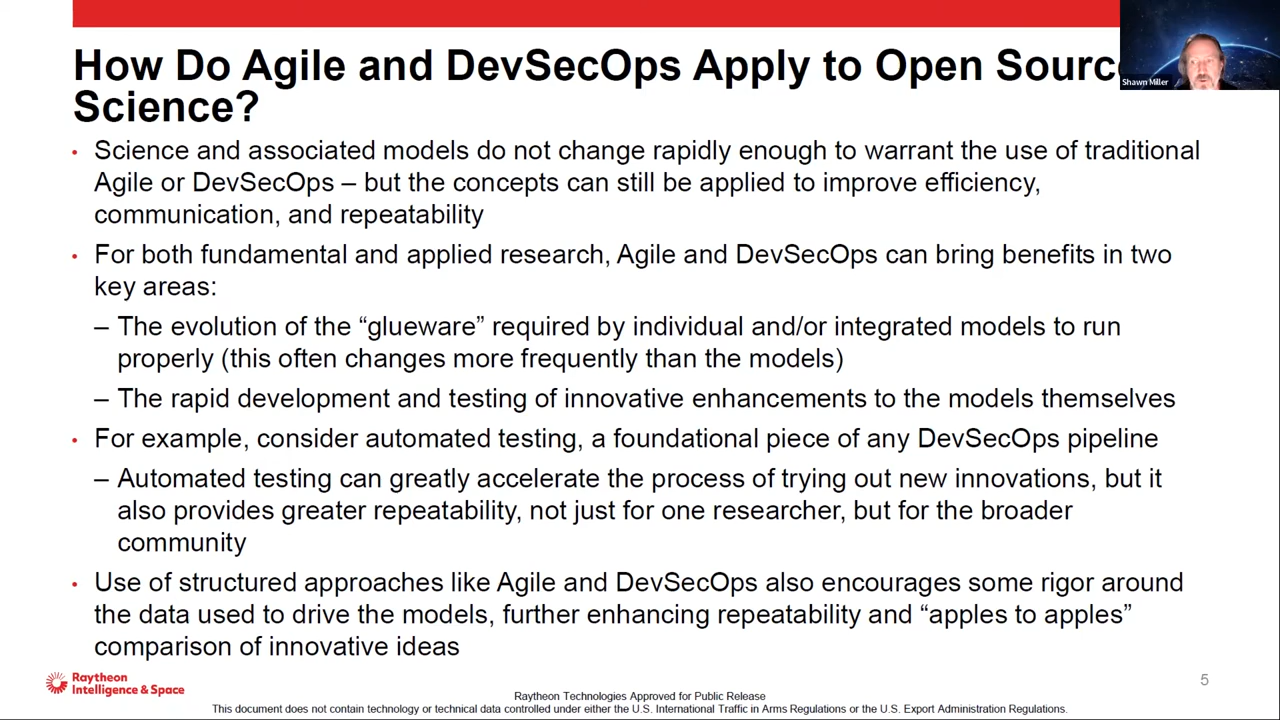 How Do Agile and DevSecOps Apply to Open Source
Science?
Shawn Miller
• Science and associated models do not change rapidly enough to warrant the use of traditional
Agile or DevSecOps – but the concepts can still be applied to improve efficiency,
communication, and repeatability
• For both fundamental and applied research, Agile and DevSecOps can bring benefits in two
key areas:
– The evolution of the “glueware” required by individual and/or integrated models to run
properly (this often changes more frequently than the models)
– The rapid development and testing of innovative enhancements to the models themselves
• For example, consider automated testing, a foundational piece of any DevSecOps pipeline
– Automated testing can greatly accelerate the process of trying out new innovations, but it
also provides greater repeatability, not just for one researcher, but for the broader
community
• Use of structured approaches like Agile and DevSecOps also encourages some rigor around
the data used to drive the models, further enhancing repeatability and “apples to apples”
comparison of innovative ideas
Raytheon
Intelligence & Space
5
Raytheon Technologies Approved for Public Release
This document does not contain technology or technical data controlled under either the U.S. International Traffic in Arms Regulations or the U.S. Export Administration Regulations.